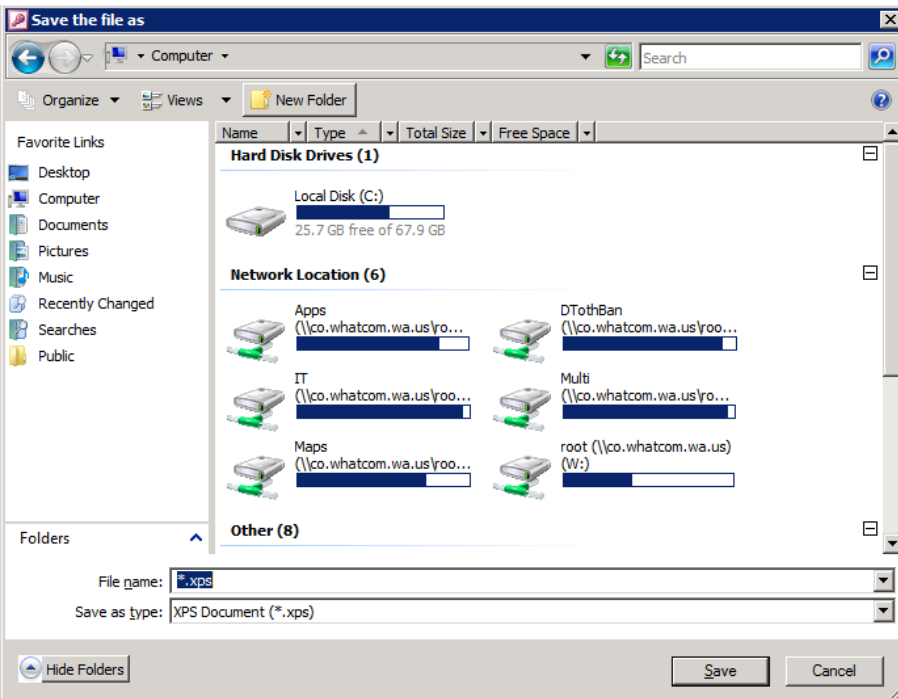 Save the file as
Computer
Search
Organize Views New Folder
Favorite Links
Desktop
Computer
Documents
Pictures
Music
Recently Changed
Searches
Public
Folders
Name Type Total Size Free Space
Hard Disk Drives (1)
Local Disk (C:)
25.7 GB free of 67.9 GB
Network Location (6)
Apps
(\\co.whatcom.wa.us\ro...
DTothBan
(\\co.whatcom.wa.us\roo...
IT
(\\co.whatcom.wa.us\roo...
Multi
(\\co.whatcom.wa.us\roo...
Maps
(\\co.whatcom.wa.us\roo...
root (\\co.whatcom.wa.us)
(W:)
Other (8)
File name: *.xps
Save as type: XPS Document (*.xps)
Hide Folders Save Cancel